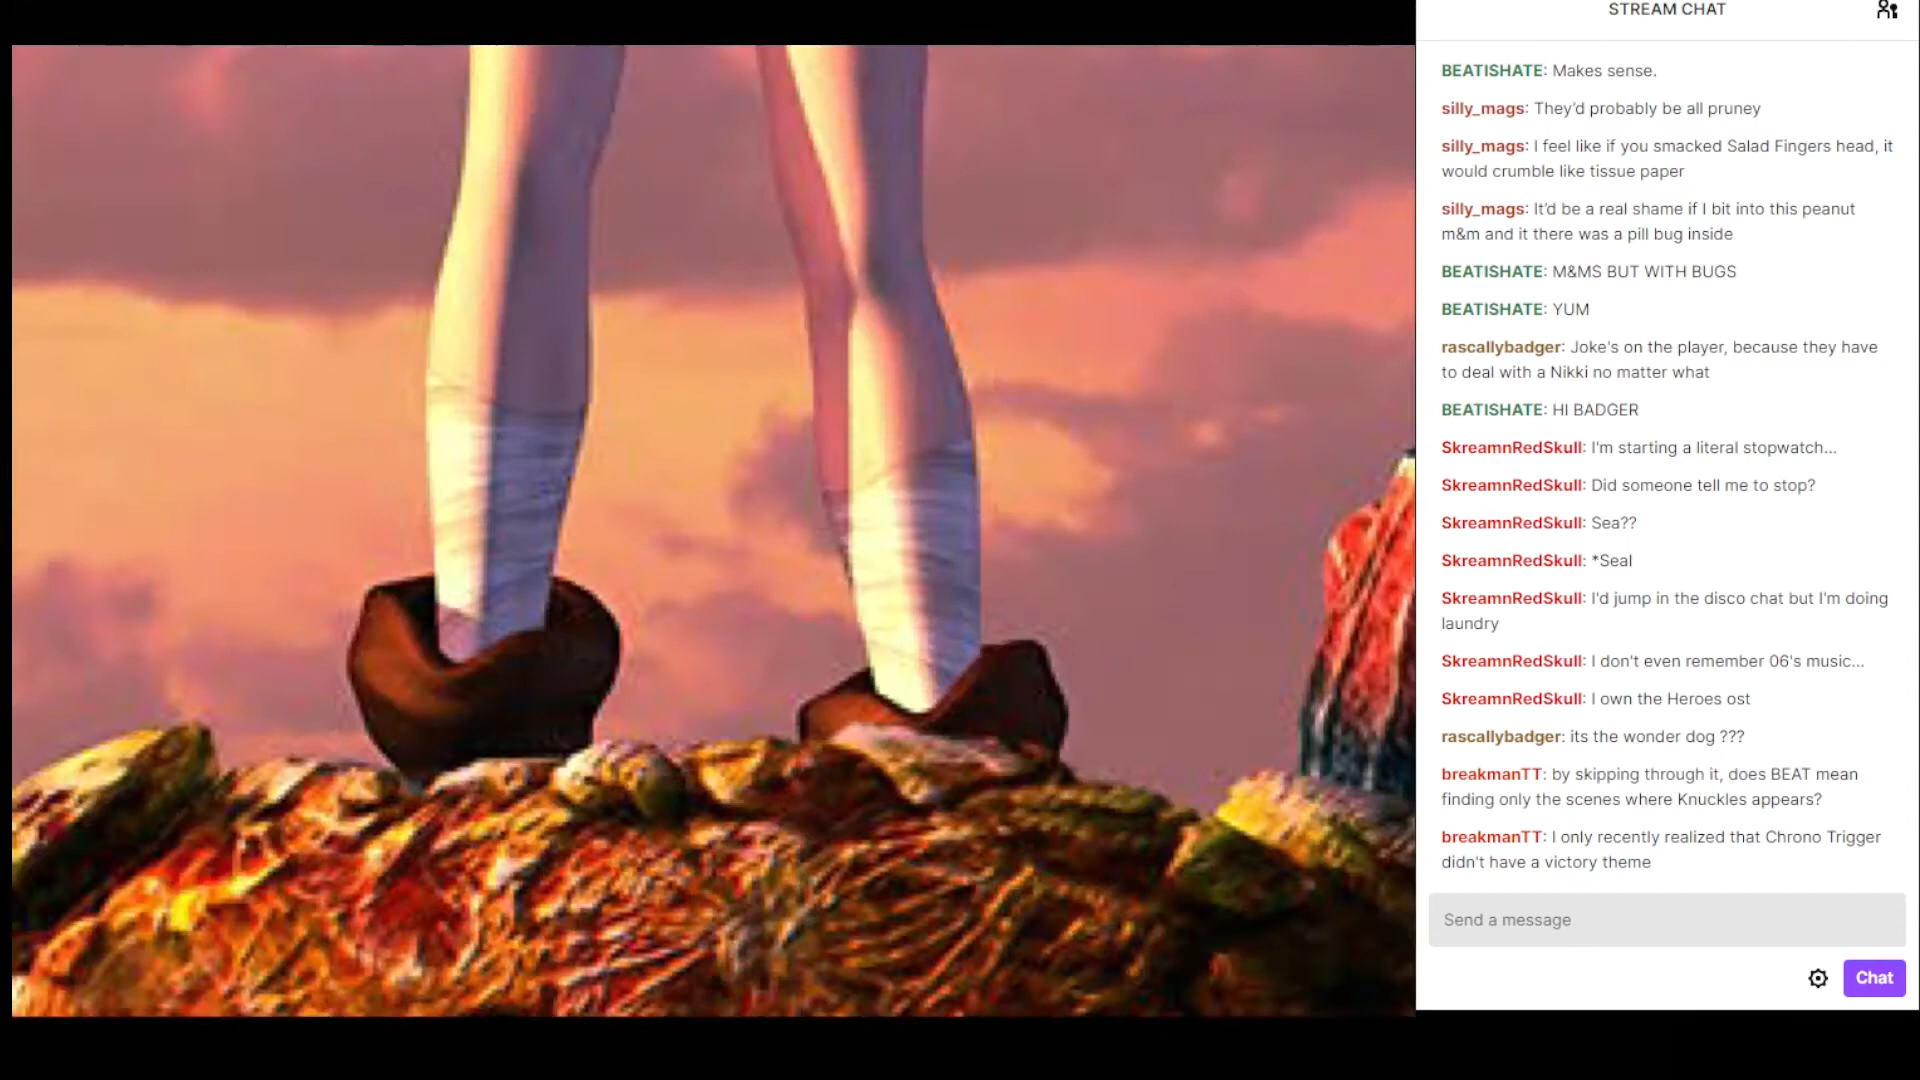 STREAM CHAT
BEATISHATE: Makes sense.
silly_mags: They'd probably be all pruney
silly_mags: I feel like if you smacked Salad Fingers head, it
would crumble like tissue paper
silly_mags: It'd be a real shame if I bit into this peanut
m&m and it there was a pill bug inside
BEATISHATE: M&MS BUT WITH BUGS
BEATISHATE: YUM
rascallybadger: Joke's on the player, because they have
to deal with a Nikki no matter what
BEATISHATE: HI BADGER
SkreamnRedSkull: I'm starting a literal stopwatch...
SkreamnRedSkull: Did someone tell me to stop?
SkreamnRedSkull: Sea??
SkreamnRedSkull: *Seal
SkreamnRedSkull: I'd jump in the disco chat but I'm doing
laundry
SkreamnRedSkull: I don't even remember 06's music...
SkreamnRedSkull: I own the Heroes ost
rascallybadger: its the wonder dog ???
breakmanTT: by skipping through it, does BEAT mean
finding only the scenes where Knuckles appears?
breakmanTT: I only recently realized that Chrono Trigger
didn't have a victory theme
Send a message
Chat